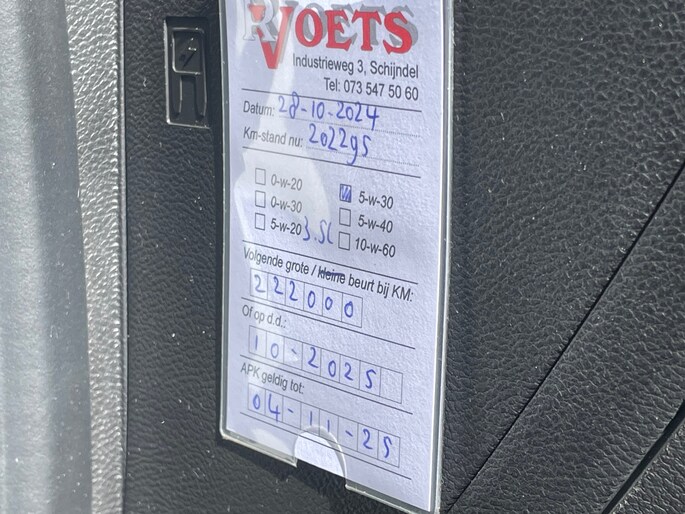 VOETS
Industrieweg 3, Schijndel
Tel: 073 547 50 60
Datum: 28-10-2024
Km-stand nu: 202295
0-w-20 5-w-30
0-w-30 5-w-40
5-w-20 3.5L 10-w-60
Volgende grote / kleine beurt bij KM:
222000
Of op d.d.:
10-2025
APK geldig tot:
04-11-25